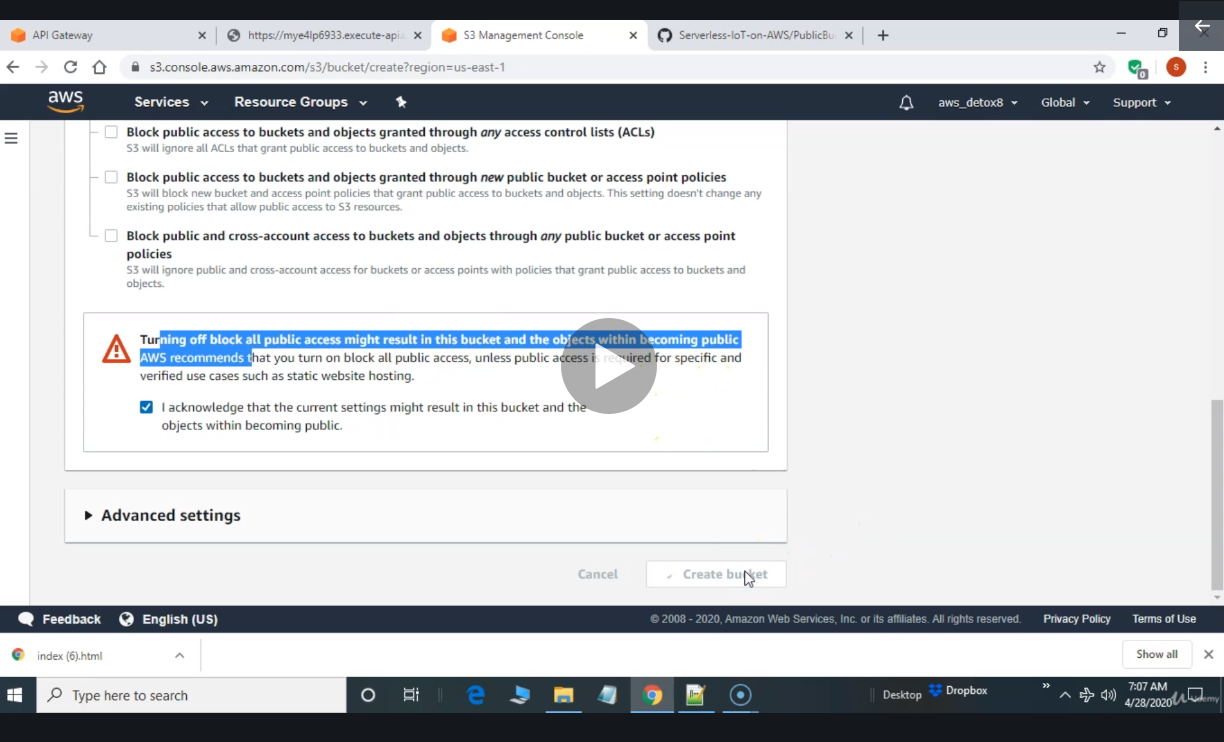 API Gateway
https://mye4lp6933.execute-api.
S3 Management Console
Serverless-IoT-on-AWS/PublicBu
s3.console.aws.amazon.com/s3/bucket/create?region=us-east-1
0
S
aws
Services
Resource Groups
aws_detox8
Global
Support
Block public access to buckets and objects granted through any access control lists (ACLs)
S3 will ignore all ACLs that grant public access to buckets and objects.
Block public access to buckets and objects granted through new public bucket or access point policies
S3 will block new bucket and access point policies that grant public access to buckets and objects. This setting doesn't change any
existing policies that allow public access to S3 resources.
Block public and cross-account access to buckets and objects through any public bucket or access point
policies
S3 will ignore public and cross-account access for buckets or access points with policies that grant public access to buckets and
objects.
Turning off block all public access might result in this bucket and the objects within becoming public
AWS recommends that you turn on block all public access, unless public access is required for specific and
verified use cases such as static website hosting.
I acknowledge that the current settings might result in this bucket and the
objects within becoming public.
Advanced settings
Cancel
Create bucket
Feedback
English (US)
© 2008 - 2020, Amazon Web Services, Inc. or its affiliates. All rights reserved.
Privacy Policy
Terms of Use
index (6).html
Show all
Type here to search
Desktop
Dropbox
7:07 AM
4/28/2020
Udemy